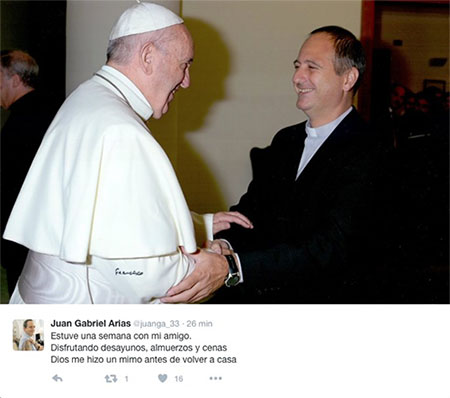 Francisco
Juan Gabriel Arias @juanga_33 · 26 min
Estuve una semana con mi amigo.
Disfrutando desayunos, almuerzos y cenas
Dios me hizo un mimo antes de volver a casa
1 16